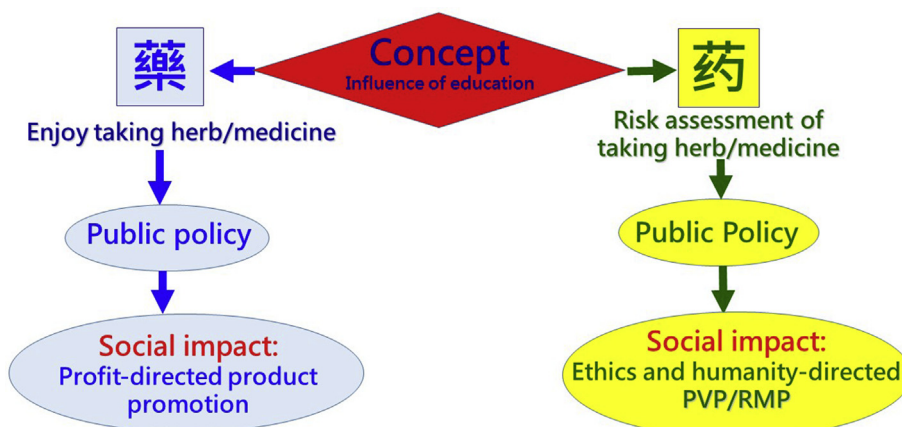 Concept
Influence of education
藥
Enjoy taking herb/medicine
Public policy
Social impact:
Profit-directed product
promotion
药
Risk assessment of
taking herb/medicine
Public Policy
Social impact:
Ethics and humanity-directed
PVP/RMP